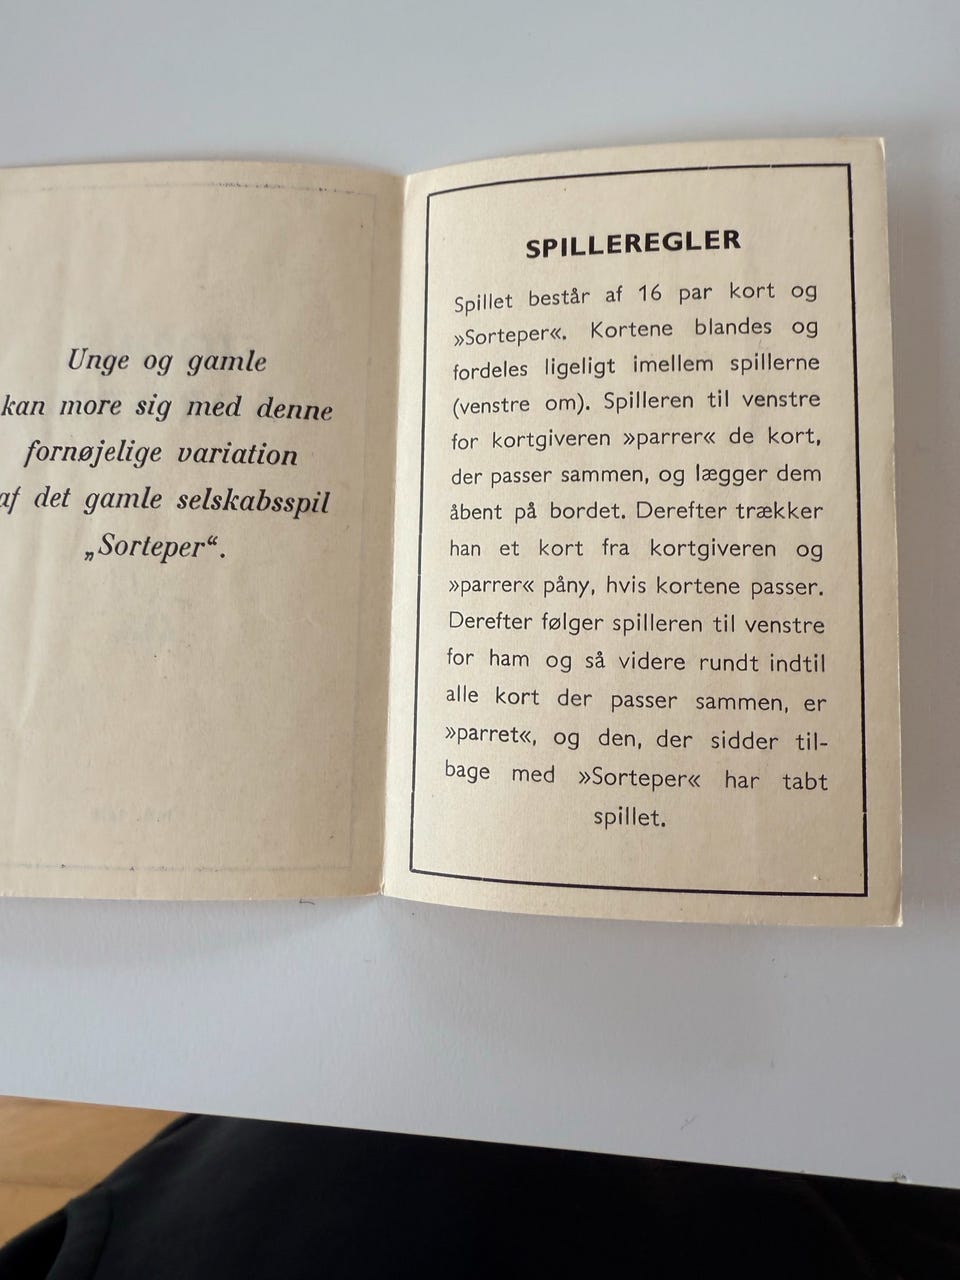 Unge og gamle
kan more sig med denne
fornøjelige variation
af det gamle selskabsspil
„Sorteper“.
SPILLEREGLER
Spillet består af 16 par kort og
»Sorteper«. Kortene blandes og
fordeles ligeligt imellem spillerne
(venstre om). Spilleren til venstre
for kortgiveren »parrer« de kort,
der passer sammen, og lægger dem
åbent på bordet. Derefter trækker
han et kort fra kortgiveren og
»parrer« påny, hvis kortene passer.
Derefter følger spilleren til venstre
for ham og så videre rundt indtil
alle kort der passer sammen, er
»parret«, og den, der sidder til-
bage med »Sorteper« har tabt
spillet.